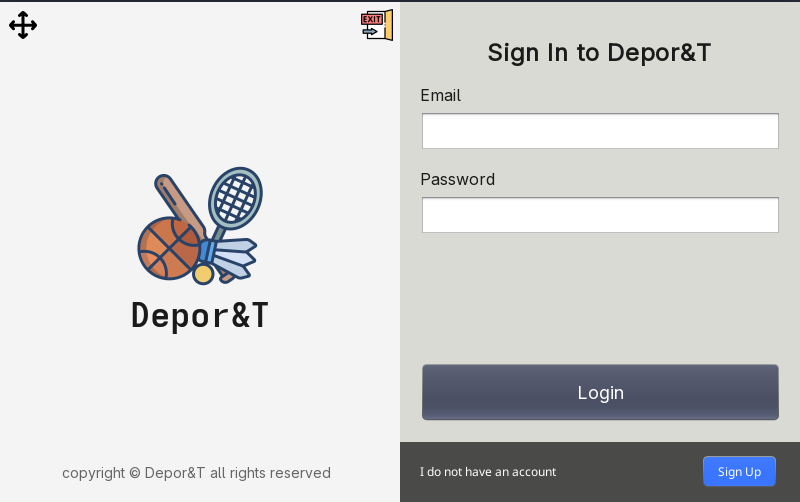 EXIT
Depor&T
copyright © Depor&T all rights reserved
Sign In to Depor&T
Email
Password
Login
I do not have an account
Sign Up